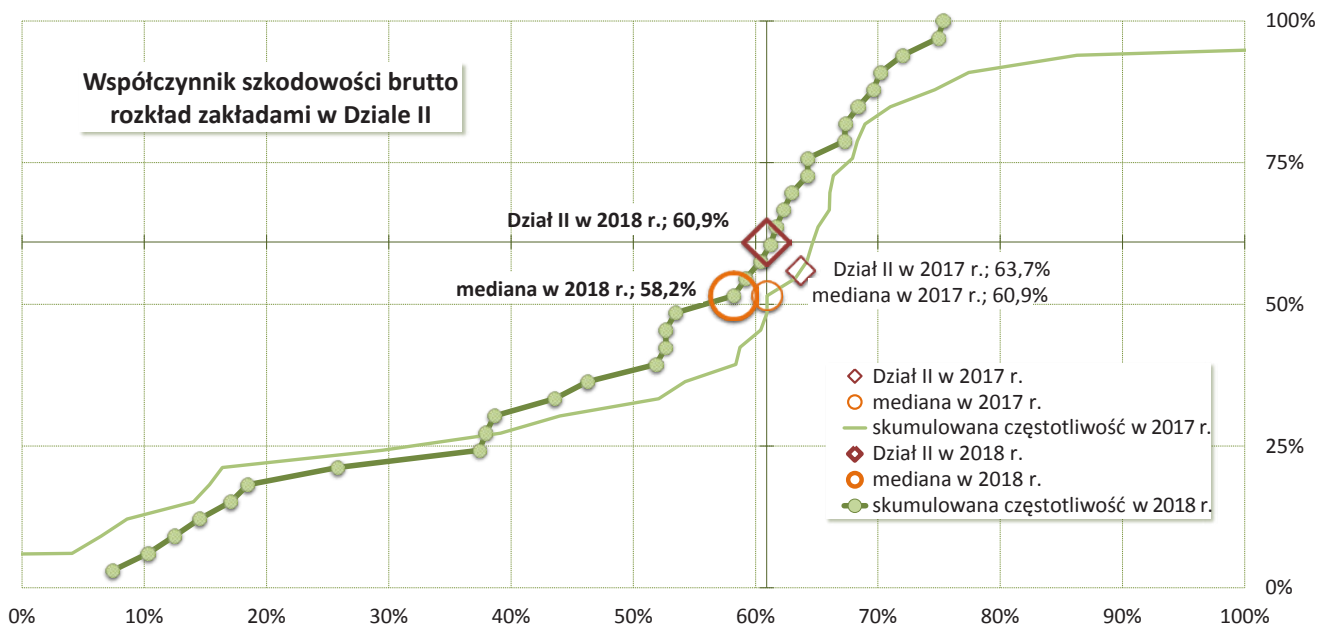 Współczynnik szkodowości brutto
rozkład zakładami w Dziale II
100%
75%
50%
25%
0%
Dział II w 2018 r.; 60,9%
mediana w 2018 r.; 58,2%
Dział II w 2017 r.; 63,7%
mediana w 2017 r.; 60,9%
Dział II w 2017 r.
mediana w 2017 r.
skumulowana częstotliwość w 2017 r.
Dział II w 2018 r.
mediana w 2018 r.
skumulowana częstotliwość w 2018 r.
0% 10% 20% 30% 40% 50% 60% 70% 80% 90% 100%